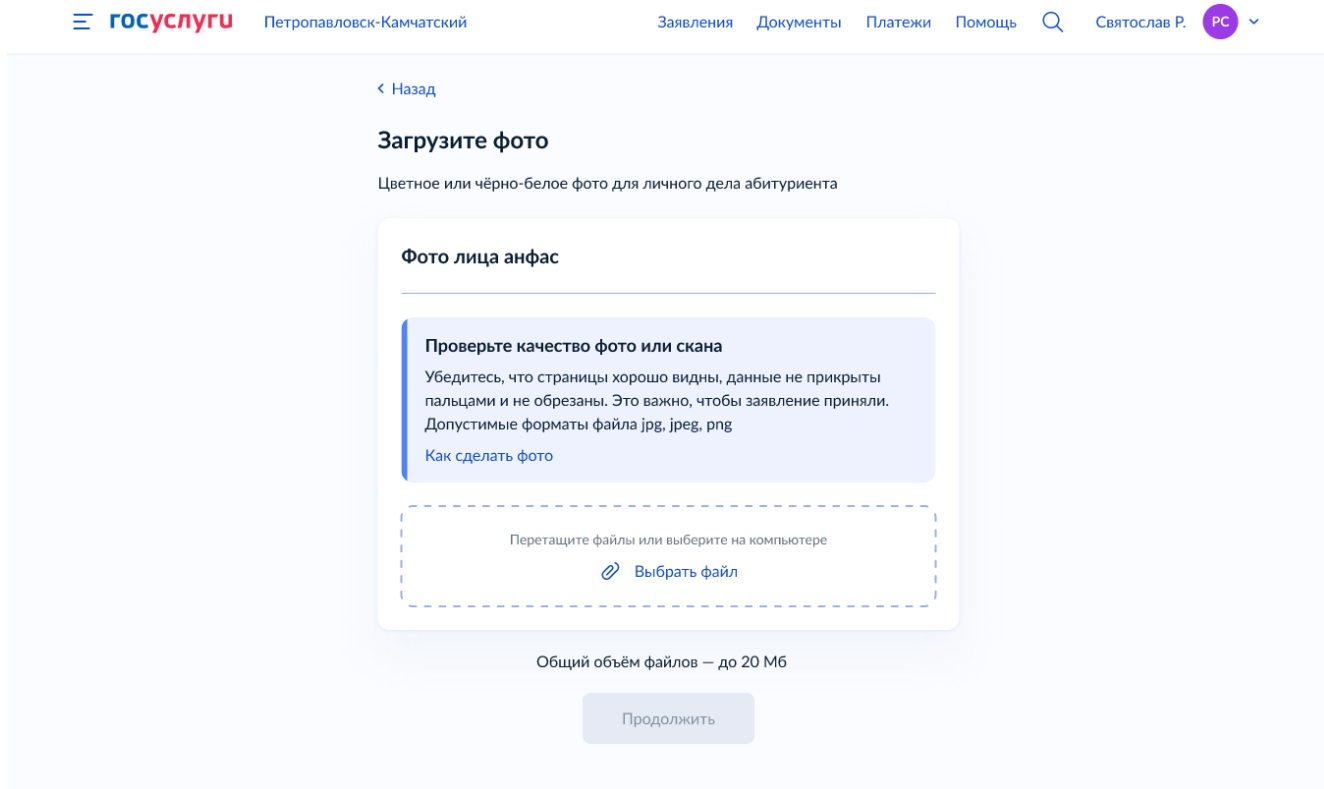 госуслуги Петропавловск-Камчатский Заявления Документы Платежи Помощь Святослав Р. РС
Назад
Загрузите фото
Цветное или чёрно-белое фото для личного дела абитуриента
Фото лица анфас
Проверьте качество фото или скана
Убедитесь, что страницы хорошо видны, данные не прикрыты
пальцами и не обрезаны. Это важно, чтобы заявление приняли.
Допустимые форматы файла jpg, jpeg, png
Как сделать фото
Перетащите файлы или выберите на компьютере
Выбрать файл
Общий объём файлов — до 20 Мб
Продолжить